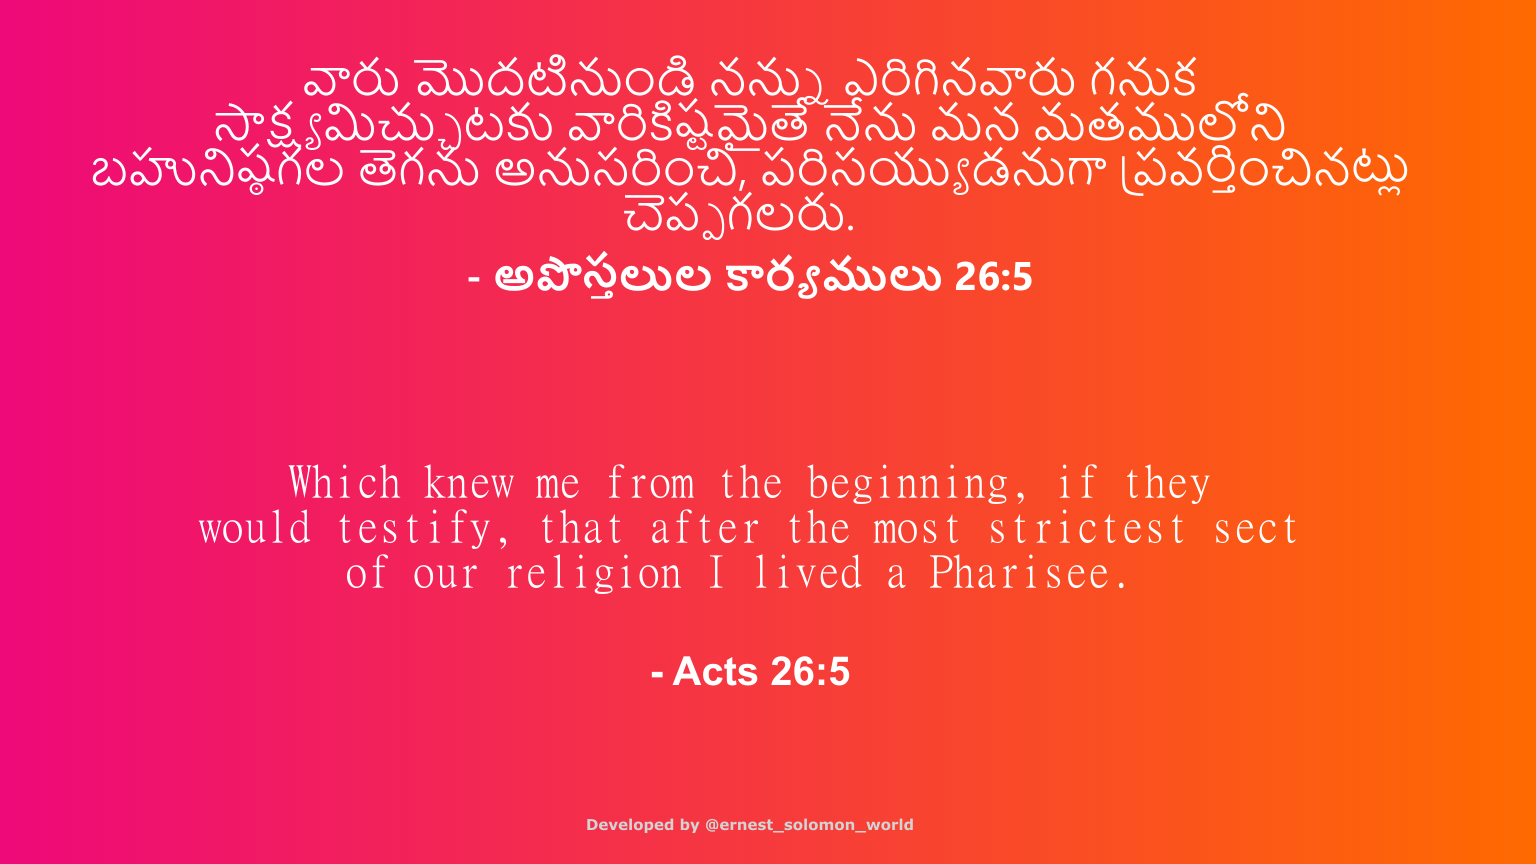 వారు మొదటినుండి నన్ను ఎరిగినవారు గనుక
సాక్ష్యమిచ్చుటకు వారికిష్టమైతే నేను మన మతములోని
బహునిష్ఠగల తెగను అనుసరించి, పరిసయ్యుడనుగా ప్రవర్తించినట్లు
చెప్పగలరు.
- అపొస్తలుల కార్యములు 26:5
Which knew me from the beginning, if they
would testify, that after the most strictest sect
of our religion I lived a Pharisee.
- Acts 26:5
Developed by @ernest_solomon_world